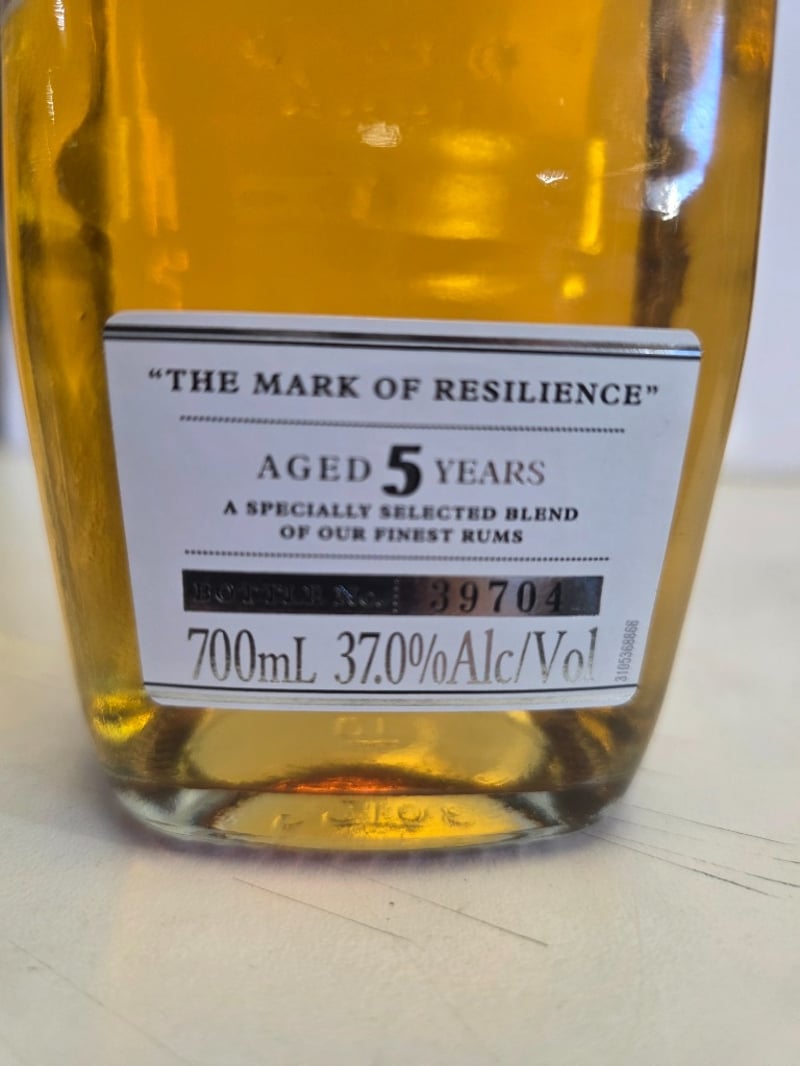 “THE MARK OF RESILIENCE”
AGED 5 YEARS
A SPECIALLY SELECTED BLEND
OF OUR FINEST RUMS
BOTTLE No. 39704
700mL 37.0%Alc/Vol
3105368866